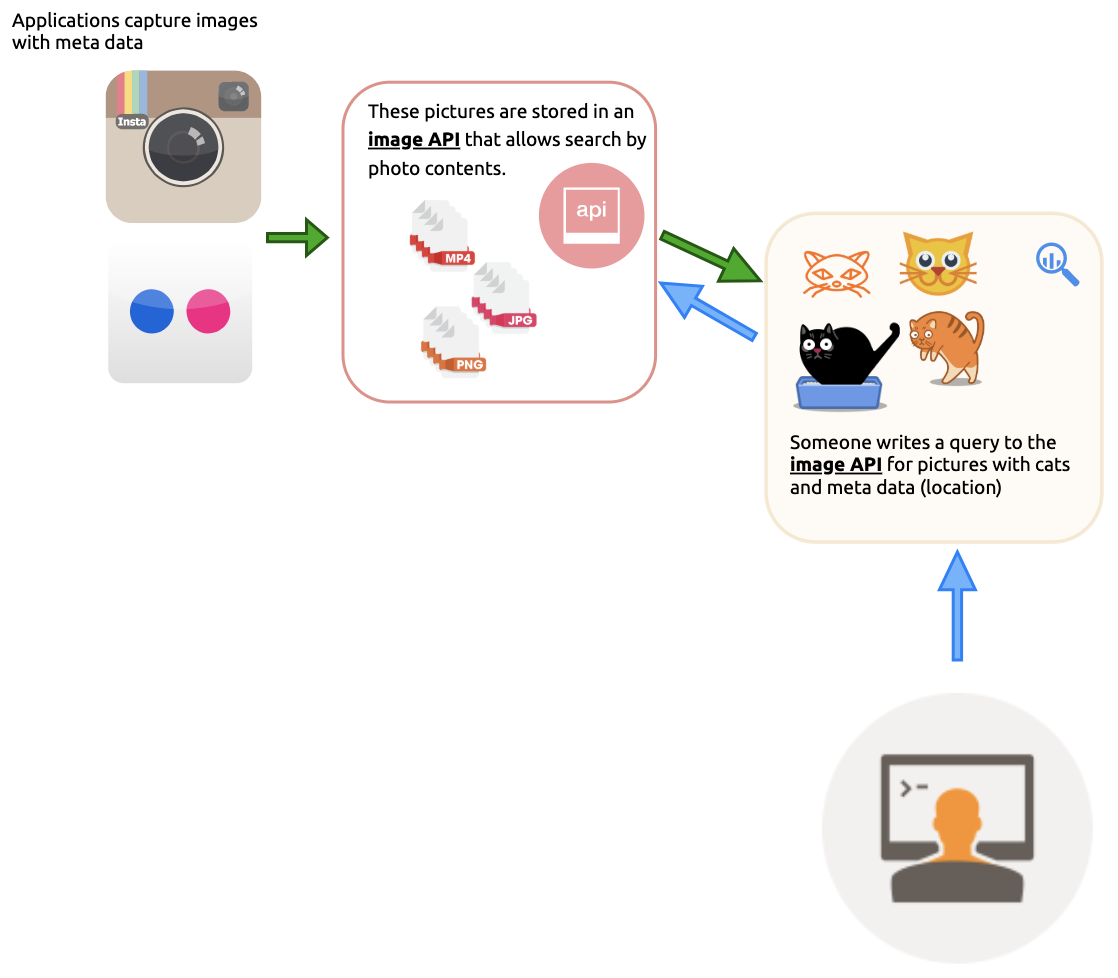 Applications capture images
with meta data
Insta
These pictures are stored in an
image API that allows search by
photo contents.
api
MP4
JPG
PNG
Someone writes a query to the
image API for pictures with cats
and meta data (location)
>-